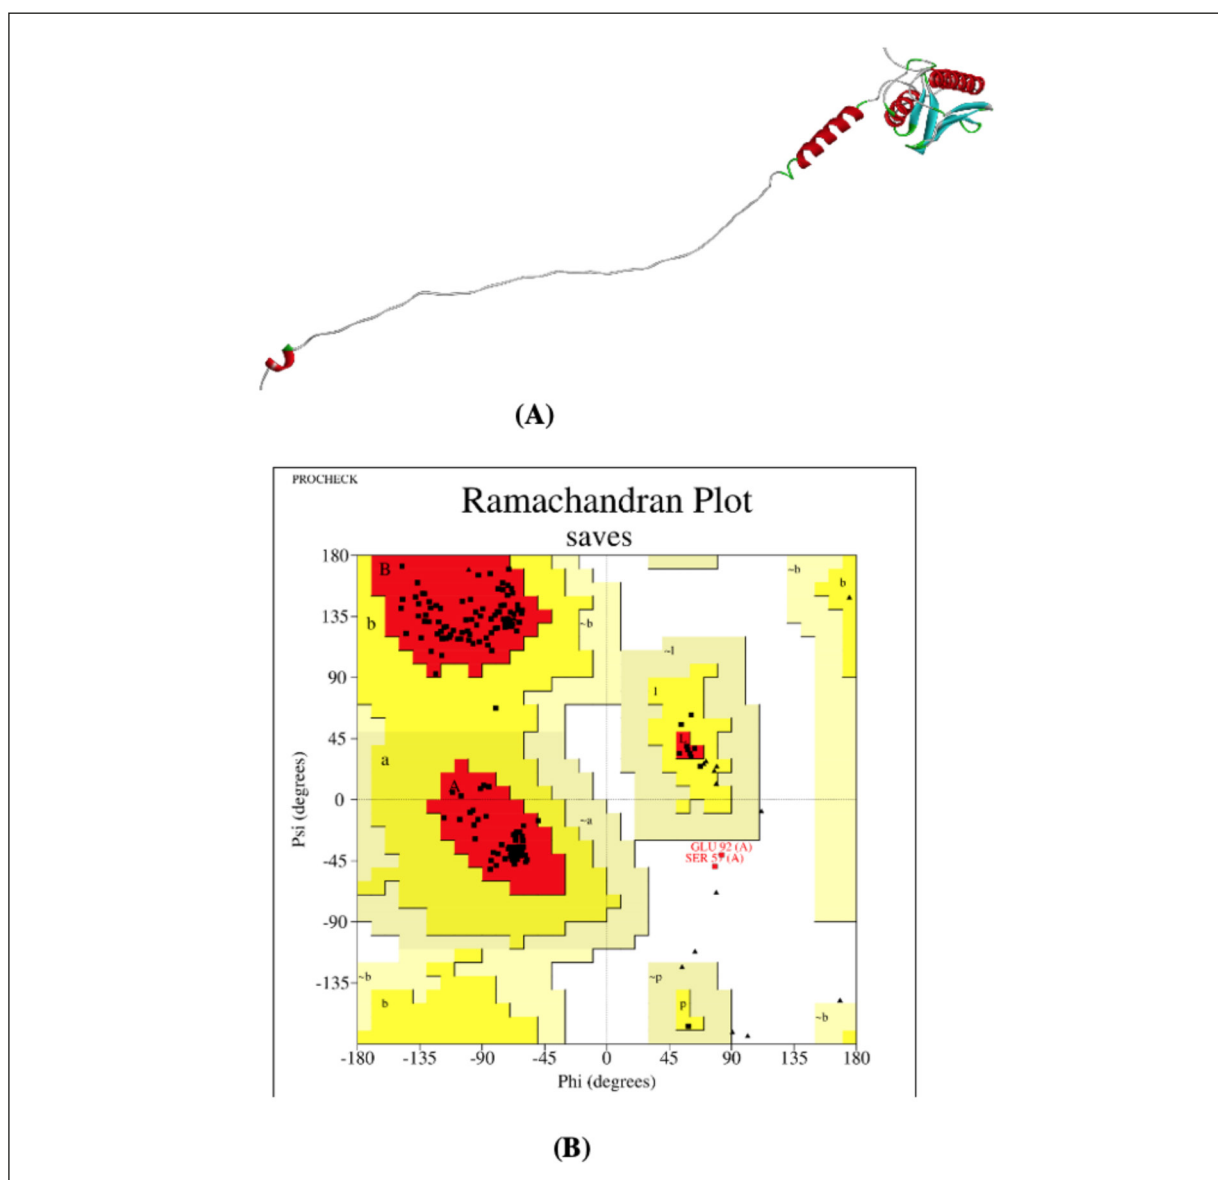 (A)
PROCHECK
Ramachandran Plot
saves
180
B
~b
b
135
b
~b
~l
90
l
45
L
a
A
0
~a
Psi (degrees)
GLU 92 (A)
-45
SER 57 (A)
-90
-135
~b
~p
b
p
~b
-180 -135 -90 -45 0 45 90 135 180
Phi (degrees)
(B)